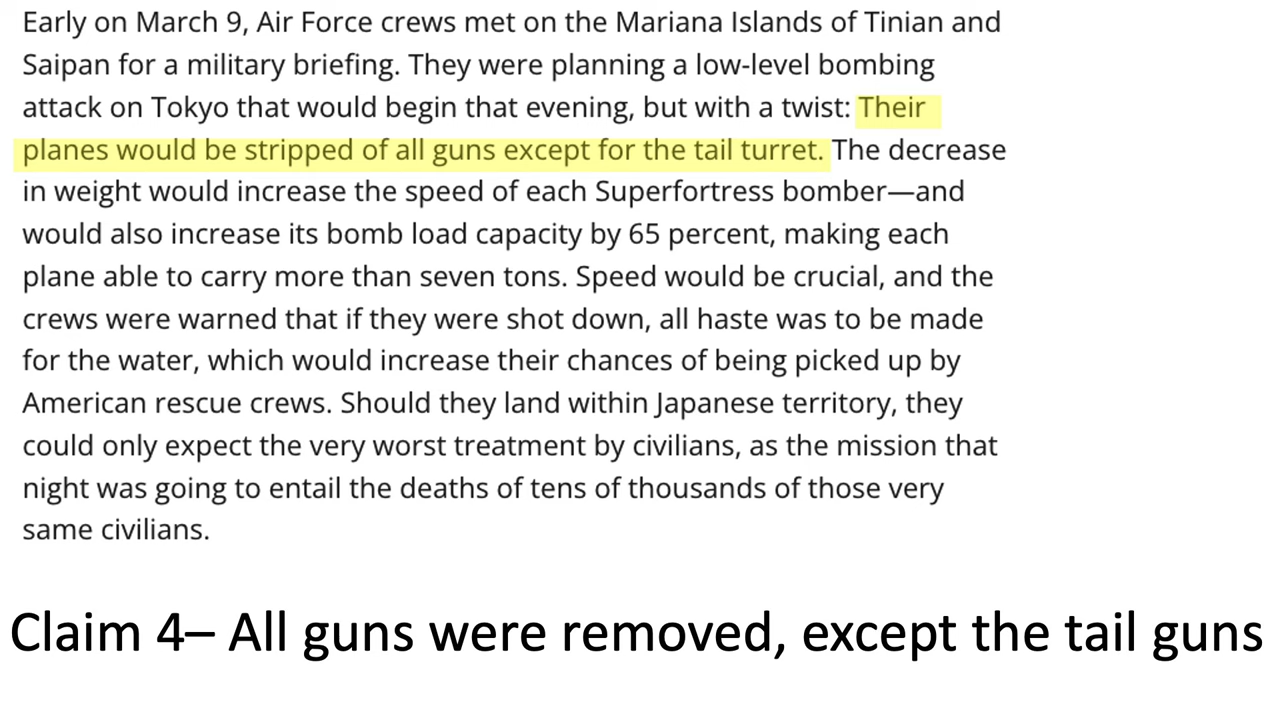 Early on March 9, Air Force crews met on the Mariana Islands of Tinian and
Saipan for a military briefing. They were planning a low-level bombing
attack on Tokyo that would begin that evening, but with a twist: Their
planes would be stripped of all guns except for the tail turret. The decrease
in weight would increase the speed of each Superfortress bomber—and
would also increase its bomb load capacity by 65 percent, making each
plane able to carry more than seven tons. Speed would be crucial, and the
crews were warned that if they were shot down, all haste was to be made
for the water, which would increase their chances of being picked up by
American rescue crews. Should they land within Japanese territory, they
could only expect the very worst treatment by civilians, as the mission that
night was going to entail the deaths of tens of thousands of those very
same civilians.
Claim 4– All guns were removed, except the tail guns